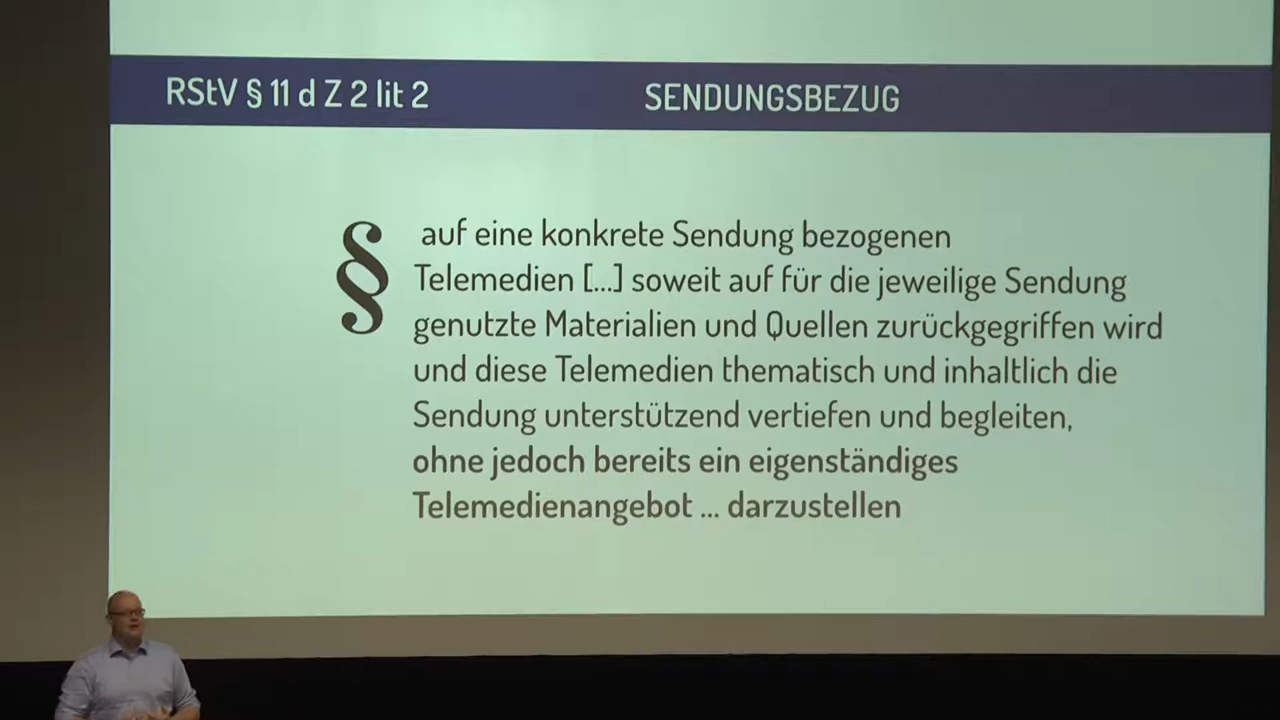 RStV § 11 d Z 2 lit 2
SENDUNGSBEZUG
§
auf eine konkrete Sendung bezogenen
Telemedien [...] soweit auf für die jeweilige Sendung
genutzte Materialien und Quellen zurückgegriffen wird
und diese Telemedien thematisch und inhaltlich die
Sendung unterstützend vertiefen und begleiten,
ohne jedoch bereits ein eigenständiges
Telemedienangebot ... darzustellen